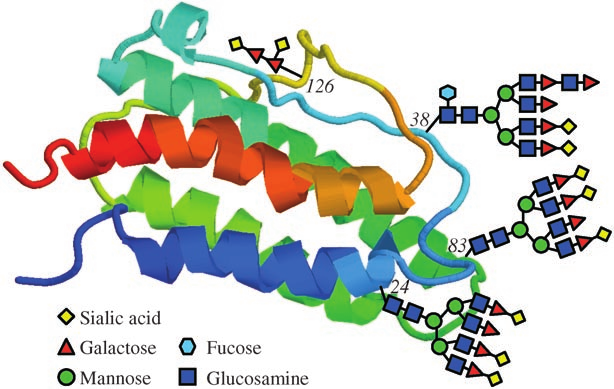 126
38
83
24
Sialic acid
Galactose
Fucose
Mannose
Glucosamine